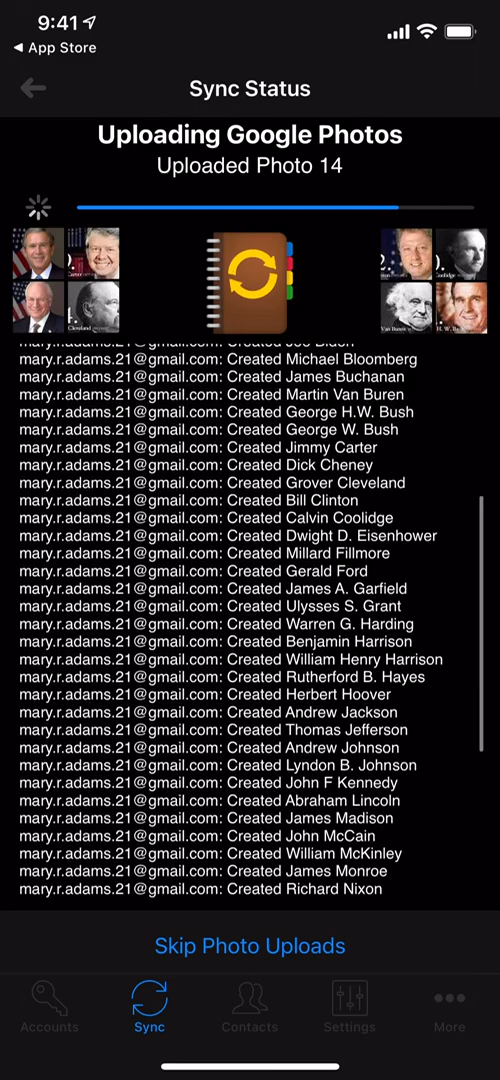 9:41
◀ App Store
Sync Status
Uploading Google Photos
Uploaded Photo 14
Cleveland
Coolidge
Van Buren
H. W. Bu
mary.r.adams.21@gmail.com: Created Joe Biden
mary.r.adams.21@gmail.com: Created Michael Bloomberg
mary.r.adams.21@gmail.com: Created James Buchanan
mary.r.adams.21@gmail.com: Created Martin Van Buren
mary.r.adams.21@gmail.com: Created George H.W. Bush
mary.r.adams.21@gmail.com: Created George W. Bush
mary.r.adams.21@gmail.com: Created Jimmy Carter
mary.r.adams.21@gmail.com: Created Dick Cheney
mary.r.adams.21@gmail.com: Created Grover Cleveland
mary.r.adams.21@gmail.com: Created Bill Clinton
mary.r.adams.21@gmail.com: Created Calvin Coolidge
mary.r.adams.21@gmail.com: Created Dwight D. Eisenhower
mary.r.adams.21@gmail.com: Created Millard Fillmore
mary.r.adams.21@gmail.com: Created Gerald Ford
mary.r.adams.21@gmail.com: Created James A. Garfield
mary.r.adams.21@gmail.com: Created Ulysses S. Grant
mary.r.adams.21@gmail.com: Created Warren G. Harding
mary.r.adams.21@gmail.com: Created Benjamin Harrison
mary.r.adams.21@gmail.com: Created William Henry Harrison
mary.r.adams.21@gmail.com: Created Rutherford B. Hayes
mary.r.adams.21@gmail.com: Created Herbert Hoover
mary.r.adams.21@gmail.com: Created Andrew Jackson
mary.r.adams.21@gmail.com: Created Thomas Jefferson
mary.r.adams.21@gmail.com: Created Andrew Johnson
mary.r.adams.21@gmail.com: Created Lyndon B. Johnson
mary.r.adams.21@gmail.com: Created John F Kennedy
mary.r.adams.21@gmail.com: Created Abraham Lincoln
mary.r.adams.21@gmail.com: Created James Madison
mary.r.adams.21@gmail.com: Created John McCain
mary.r.adams.21@gmail.com: Created William McKinley
mary.r.adams.21@gmail.com: Created James Monroe
mary.r.adams.21@gmail.com: Created Richard Nixon
Skip Photo Uploads
Accounts
Sync
Contacts
Settings
More